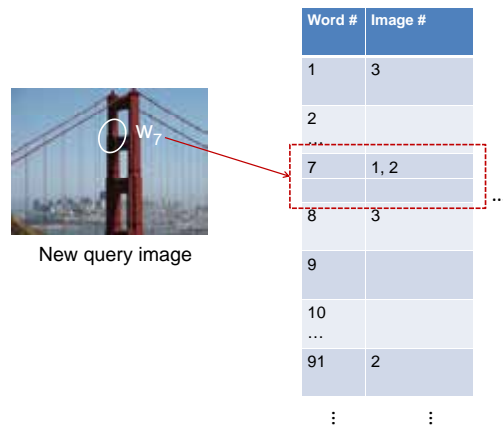 Word # Image #
1 3
2
...
7 1, 2
8 3
9
10
...
91 2
⋮ ⋮
W7
New query image
..